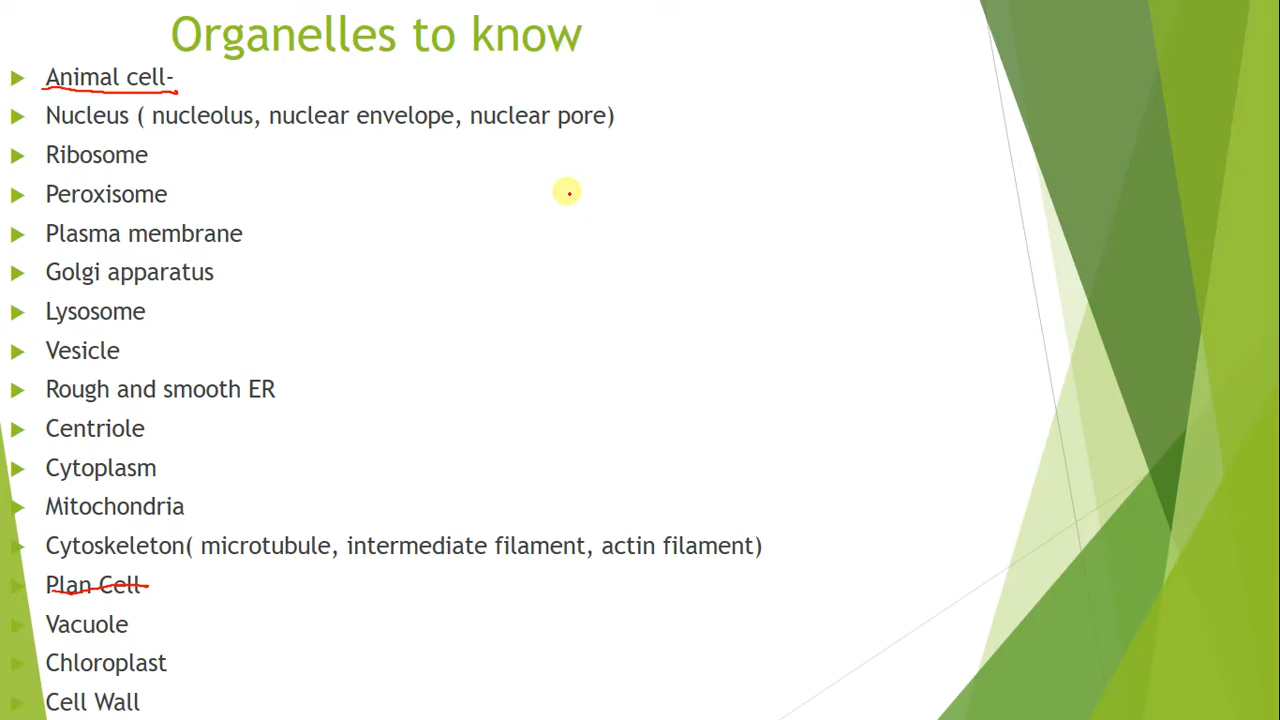 Organelles to know
Animal cell-
Nucleus ( nucleolus, nuclear envelope, nuclear pore)
Ribosome
Peroxisome
Plasma membrane
Golgi apparatus
Lysosome
Vesicle
Rough and smooth ER
Centriole
Cytoplasm
Mitochondria
Cytoskeleton( microtubule, intermediate filament, actin filament)
Plan Cell-
Vacuole
Chloroplast
Cell Wall